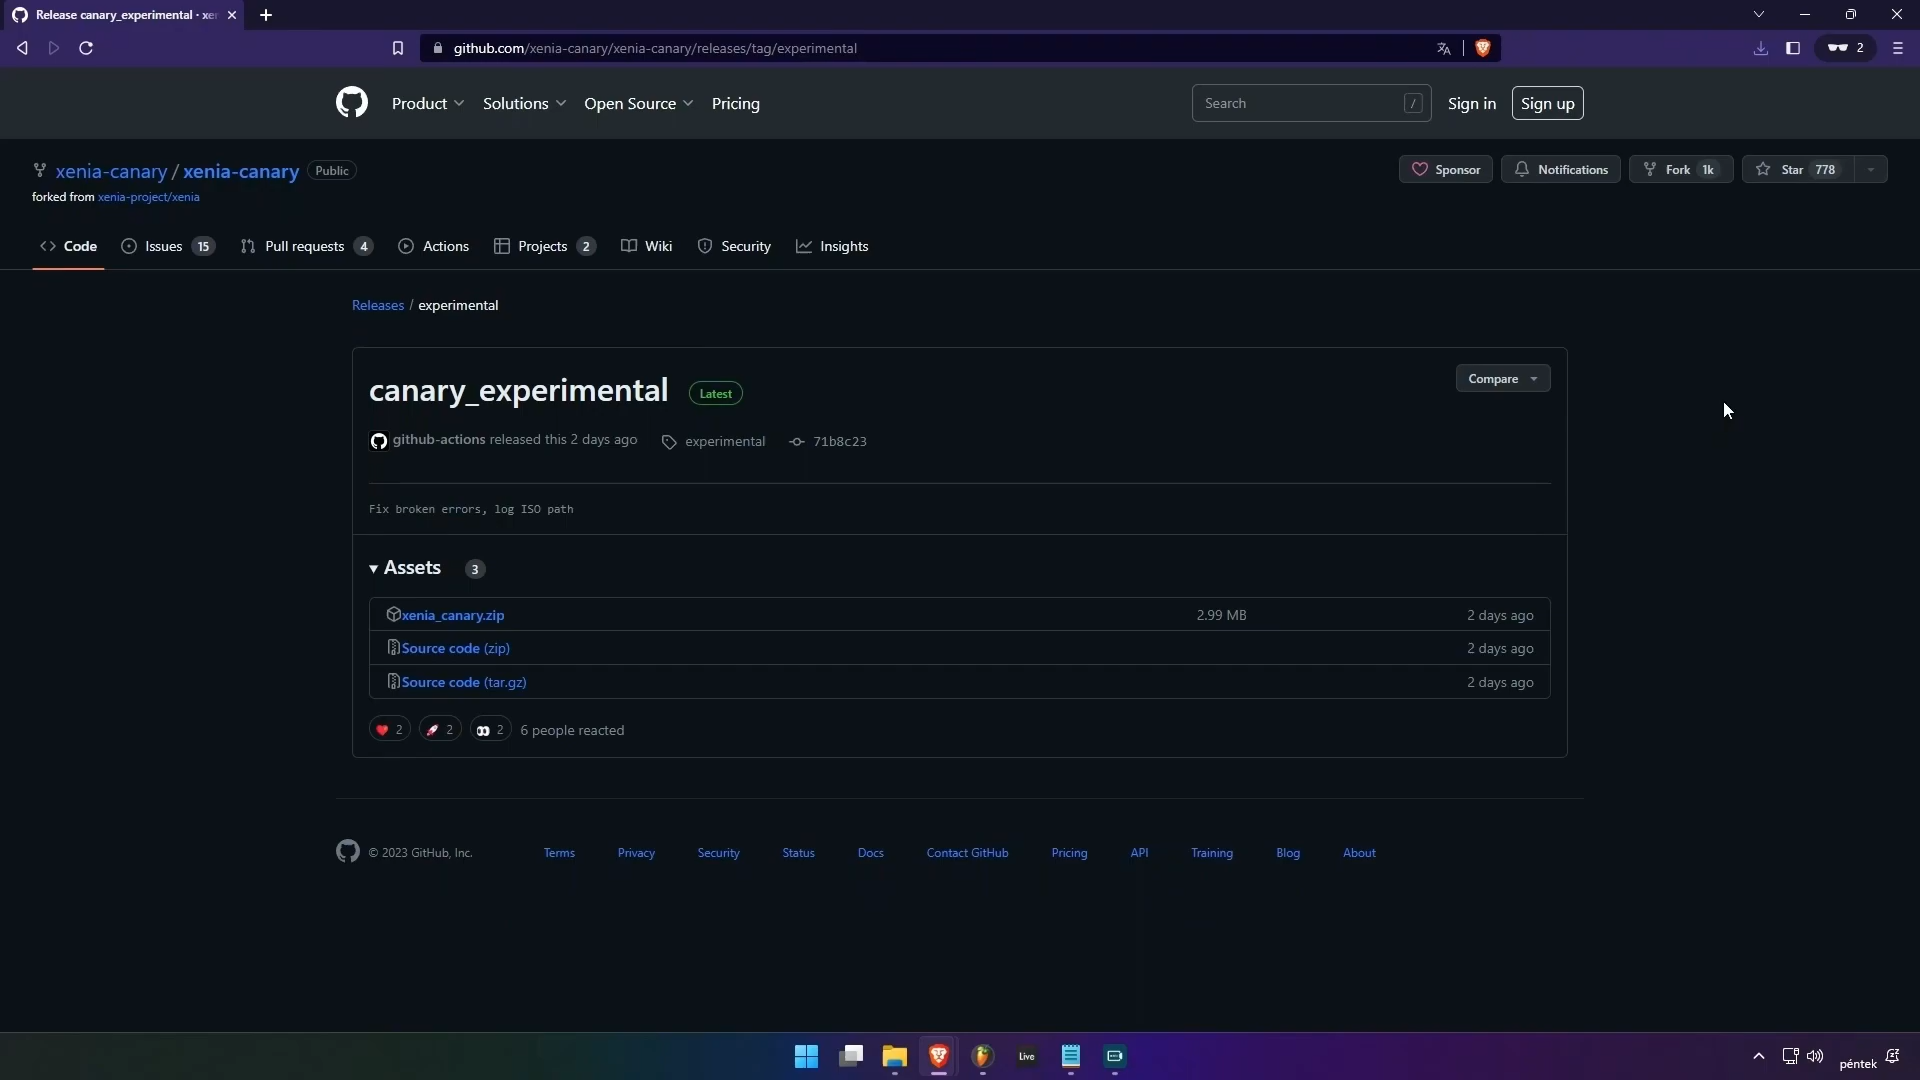 Release canary_experimental · xen
github.com/xenia-canary/xenia-canary/releases/tag/experimental
2
Product
Solutions
Open Source
Pricing
Search
/
Sign in
Sign up
xenia-canary / xenia-canary
Public
forked from xenia-project/xenia
Sponsor
Notifications
Fork 1k
Star 778
Code
Issues 15
Pull requests 4
Actions
Projects 2
Wiki
Security
Insights
Releases / experimental
canary_experimental
Latest
Compare
github-actions released this 2 days ago
experimental
71b8c23
Fix broken errors, log ISO path
Assets 3
xenia_canary.zip 2.99 MB 2 days ago
Source code (zip) 2 days ago
Source code (tar.gz) 2 days ago
2 2 2 6 people reacted
© 2023 GitHub, Inc.
Terms
Privacy
Security
Status
Docs
Contact GitHub
Pricing
API
Training
Blog
About
Live
péntek